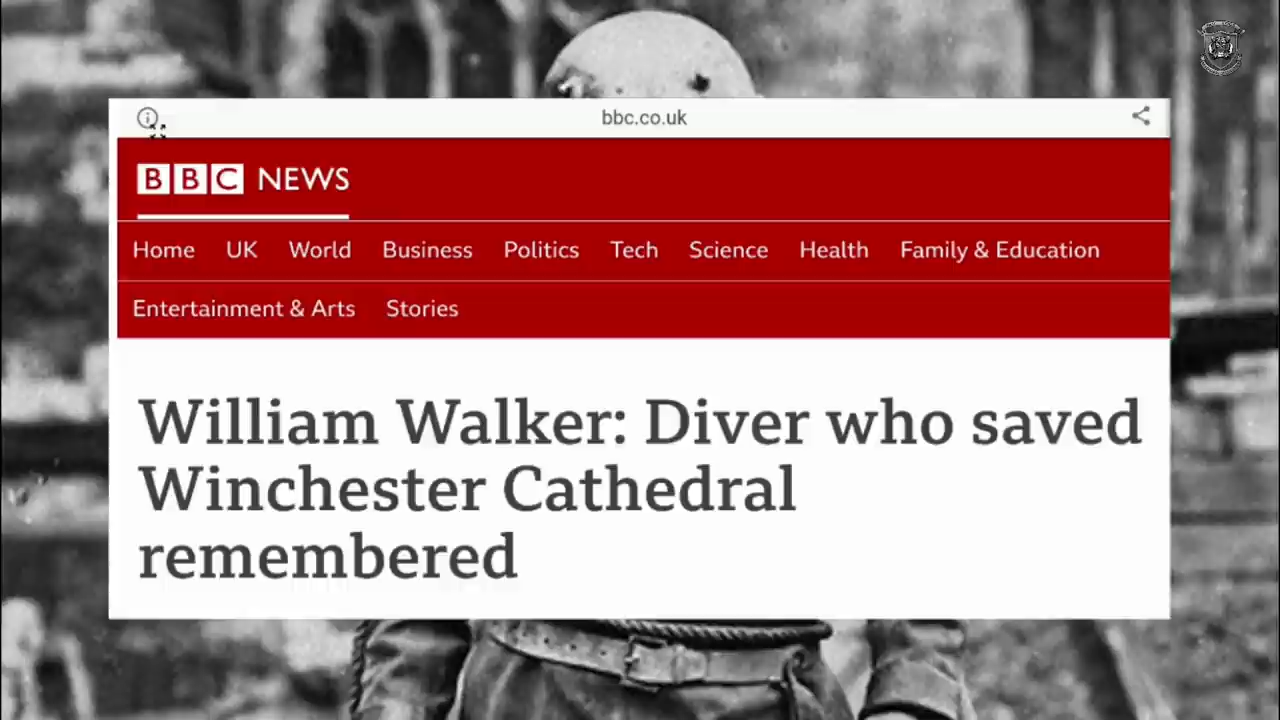 bbc.co.uk
BBC NEWS
Home UK World Business Politics Tech Science Health Family & Education
Entertainment & Arts Stories
William Walker: Diver who saved
Winchester Cathedral
remembered